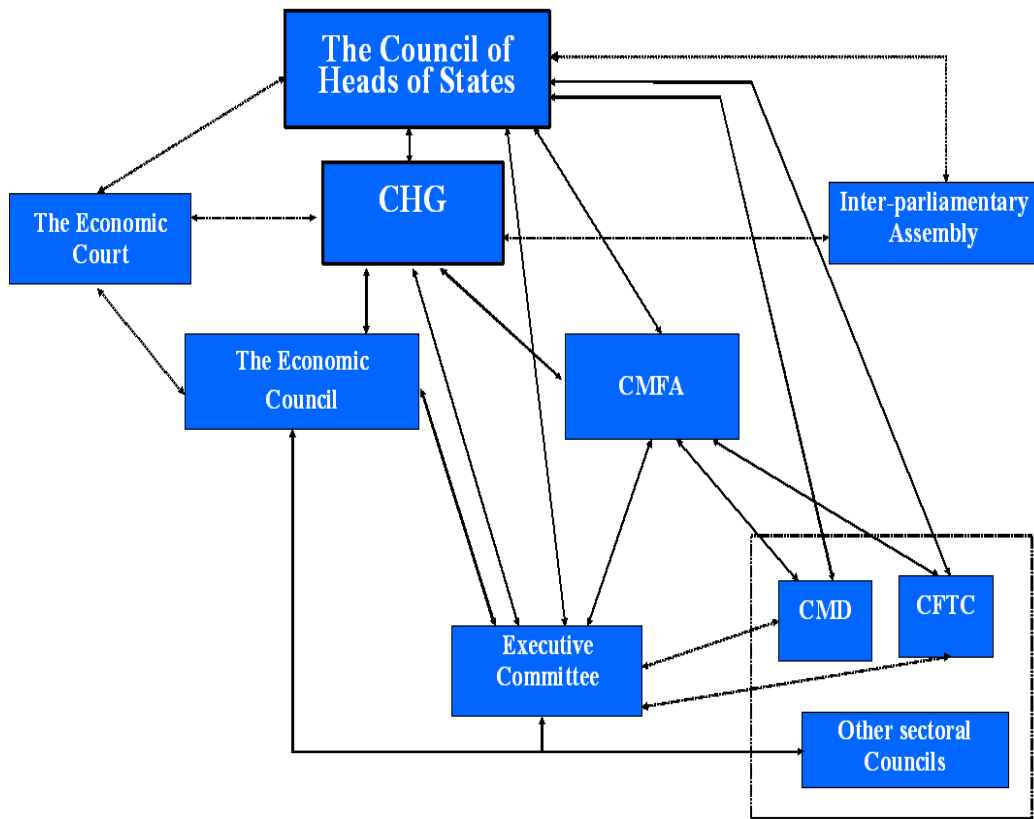 The Council of
Heads of States
CHG
The Economic
Court
Inter-parliamentary
Assembly
The Economic
Council
CMFA
CMD
CFTC
Executive
Committee
Other sectoral
Councils